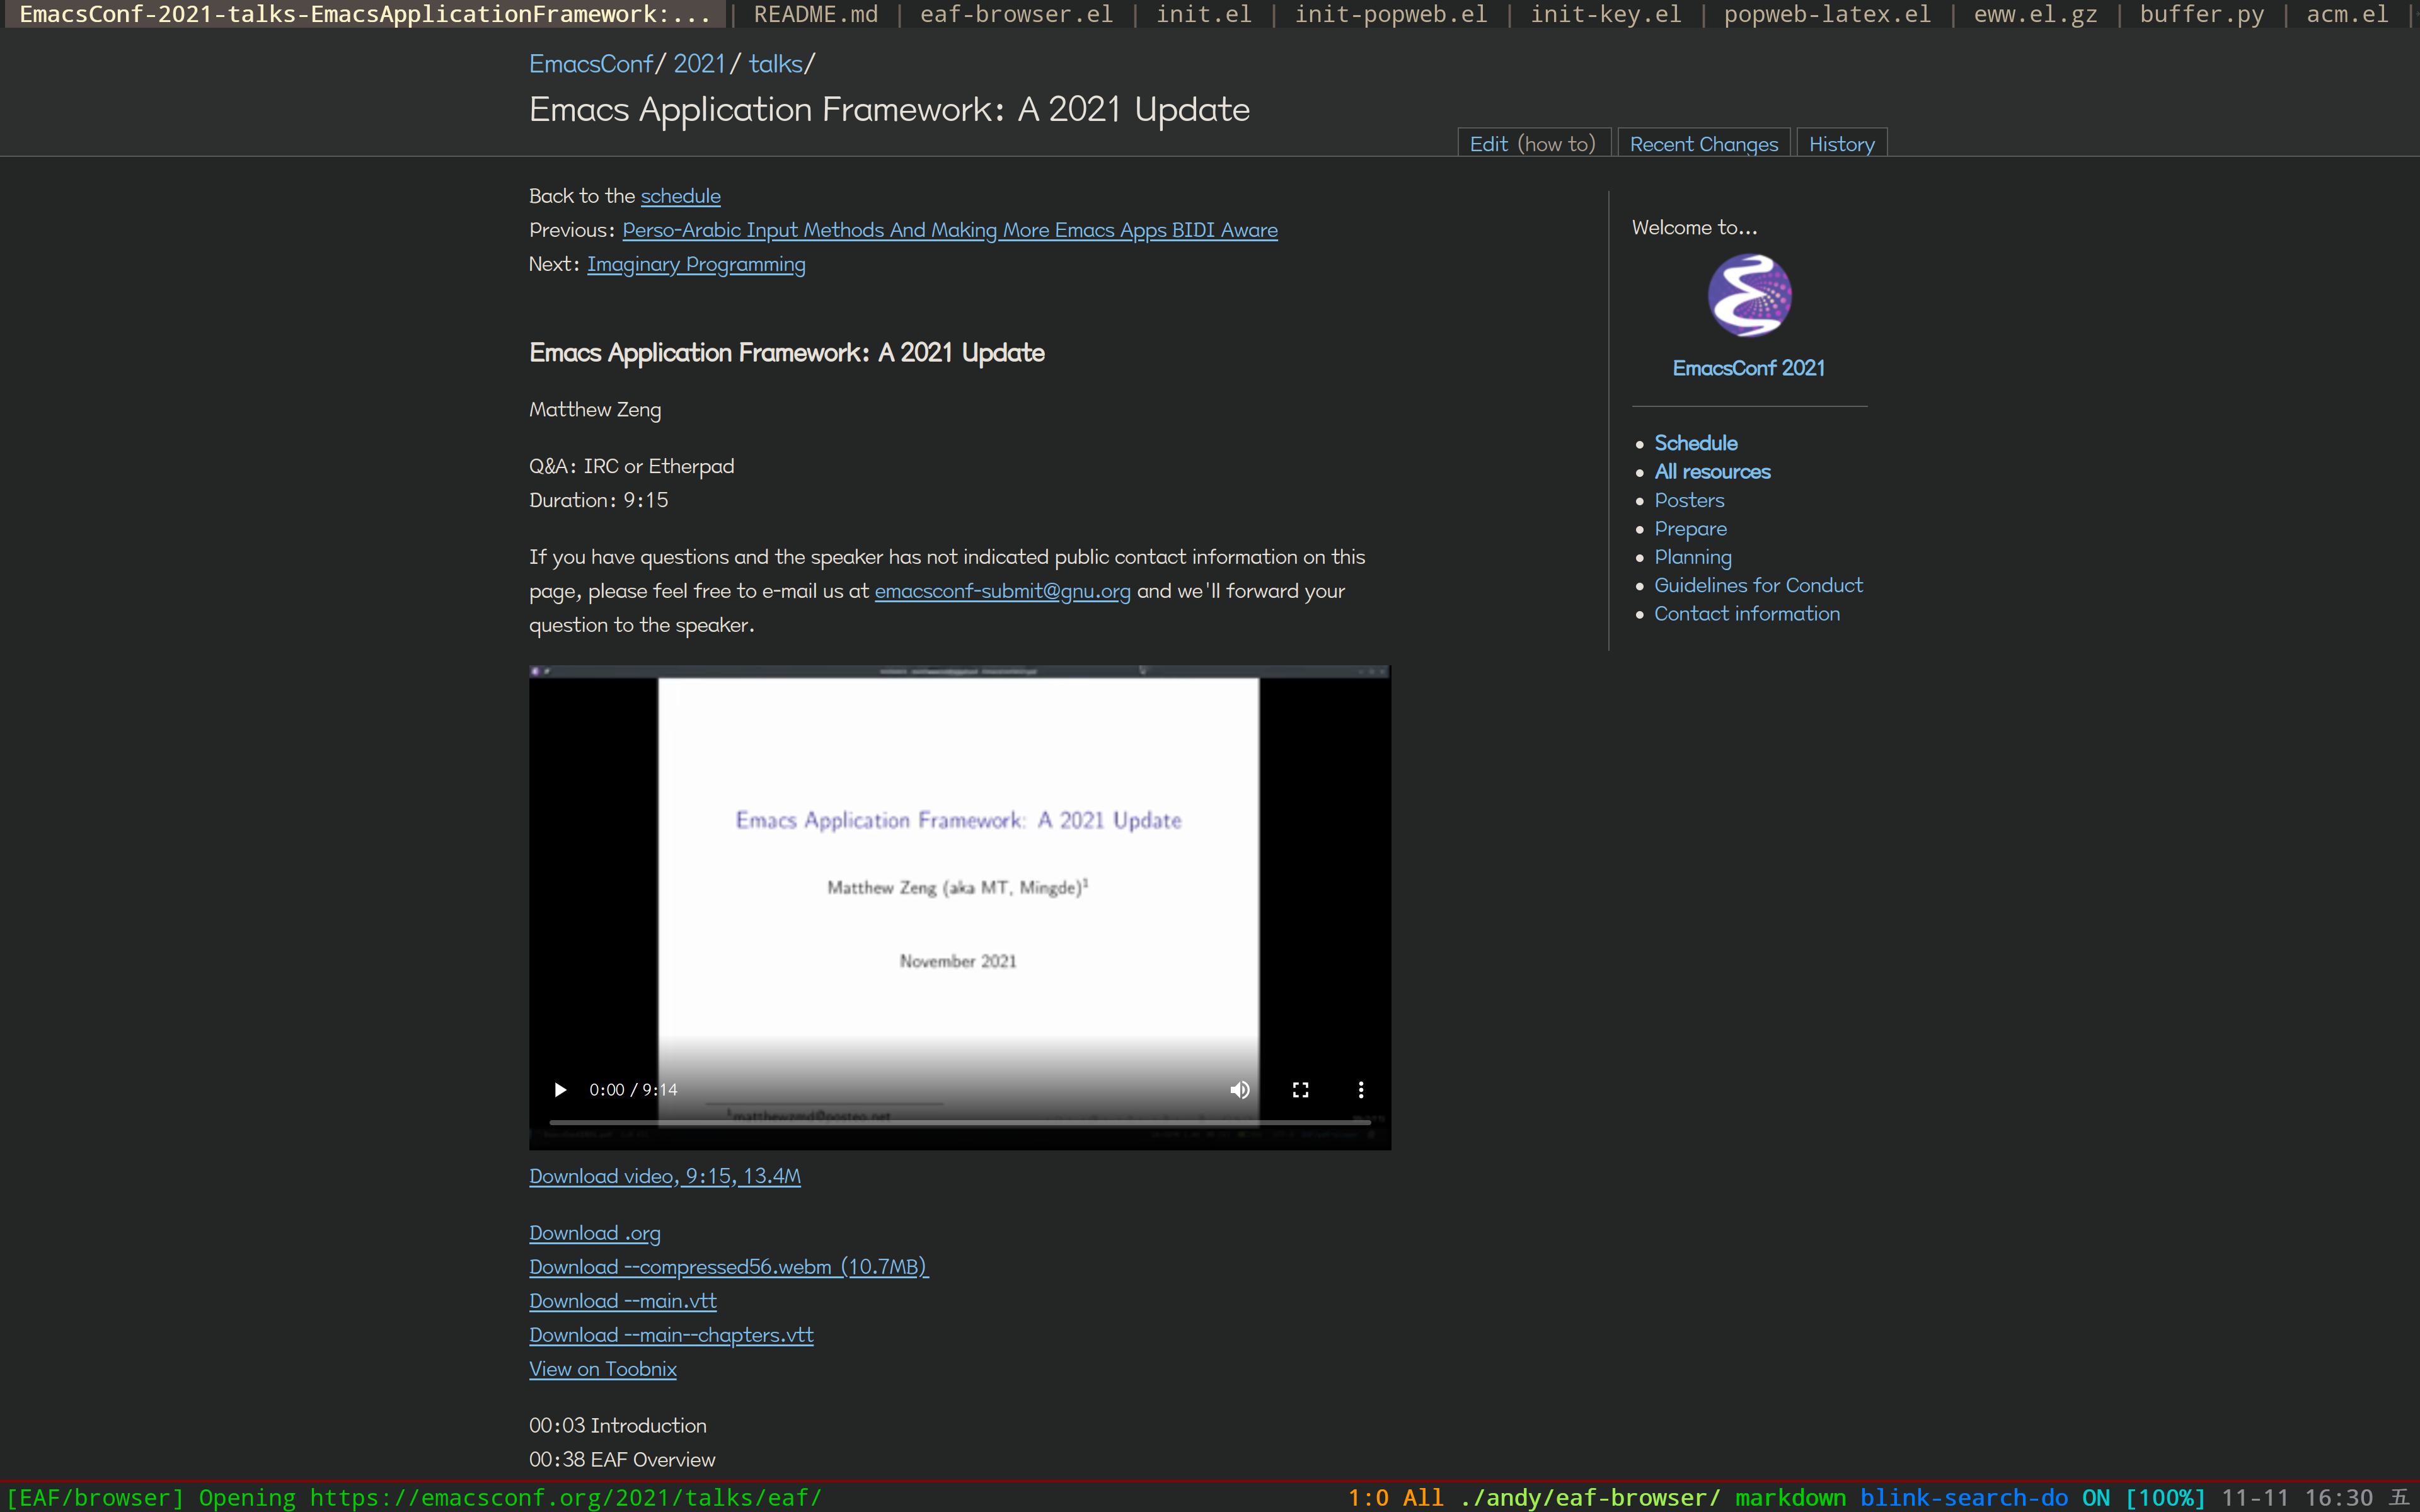 EmacsConf-2021-talks-EmacsApplicationFramework:... | README.md | eaf-browser.el | init.el | init-popweb.el | init-key.el | popweb-latex.el | eww.el.gz | buffer.py | acm.el |
EmacsConf/ 2021/ talks/
Emacs Application Framework: A 2021 Update
Edit (how to) Recent Changes History
Back to the schedule
Previous: Perso-Arabic Input Methods And Making More Emacs Apps BIDI Aware
Next: Imaginary Programming
Emacs Application Framework: A 2021 Update
Matthew Zeng
Q&A: IRC or Etherpad
Duration: 9:15
If you have questions and the speaker has not indicated public contact information on this
page, please feel free to e-mail us at emacsconf-submit@gnu.org and we'll forward your
question to the speaker.
Emacs Application Framework: A 2021 Update
Matthew Zeng (aka MT, Mingde)1
November 2021
0:00 / 9:14
1matthewzmd@posteo.net
Download video, 9:15, 13.4M
Download .org
Download --compressed56.webm (10.7MB)
Download --main.vtt
Download --main--chapters.vtt
View on Toobnix
00:03 Introduction
00:38 EAF Overview
Welcome to...
EmacsConf 2021
Schedule
All resources
Posters
Prepare
Planning
Guidelines for Conduct
Contact information
[EAF/browser] Opening https://emacsconf.org/2021/talks/eaf/ 1:0 All ./andy/eaf-browser/ markdown blink-search-do ON [100%] 11-11 16:30 五